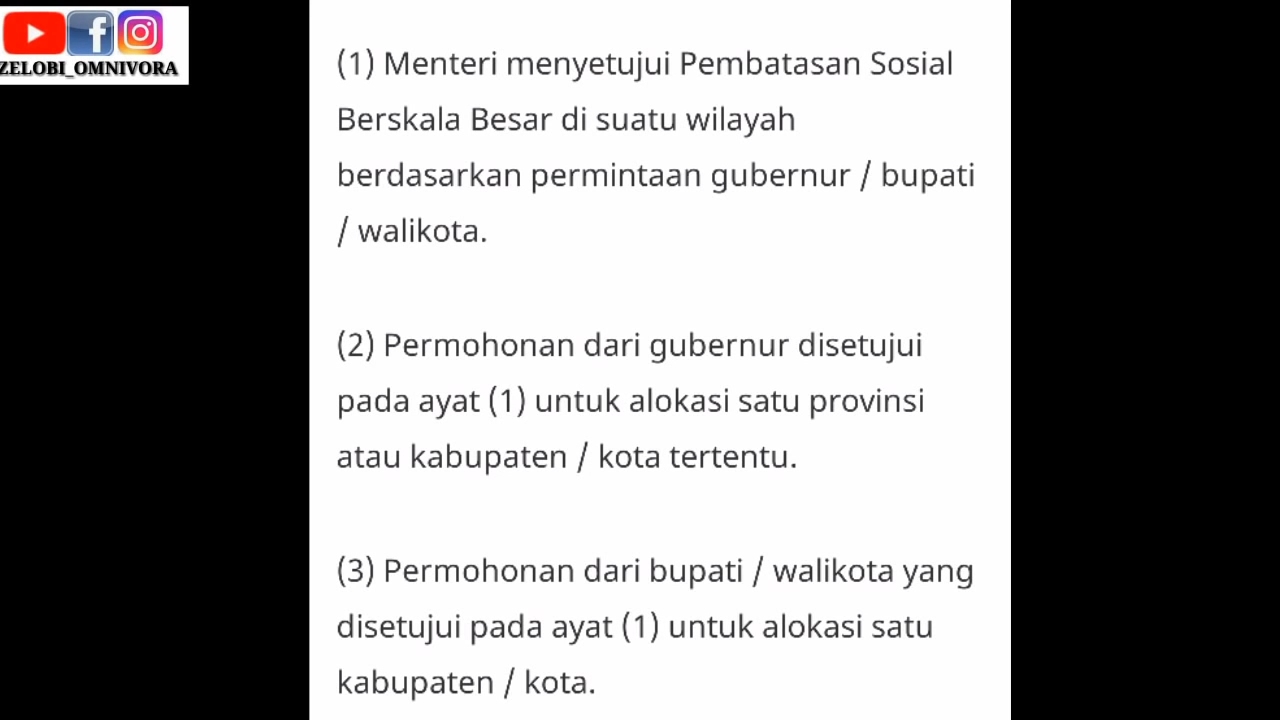 ZELOBI_OMNIVORA
(1) Menteri menyetujui Pembatasan Sosial
Berskala Besar di suatu wilayah
berdasarkan permintaan gubernur / bupati
/ walikota.
(2) Permohonan dari gubernur disetujui
pada ayat (1) untuk alokasi satu provinsi
atau kabupaten / kota tertentu.
(3) Permohonan dari bupati / walikota yang
disetujui pada ayat (1) untuk alokasi satu
kabupaten / kota.